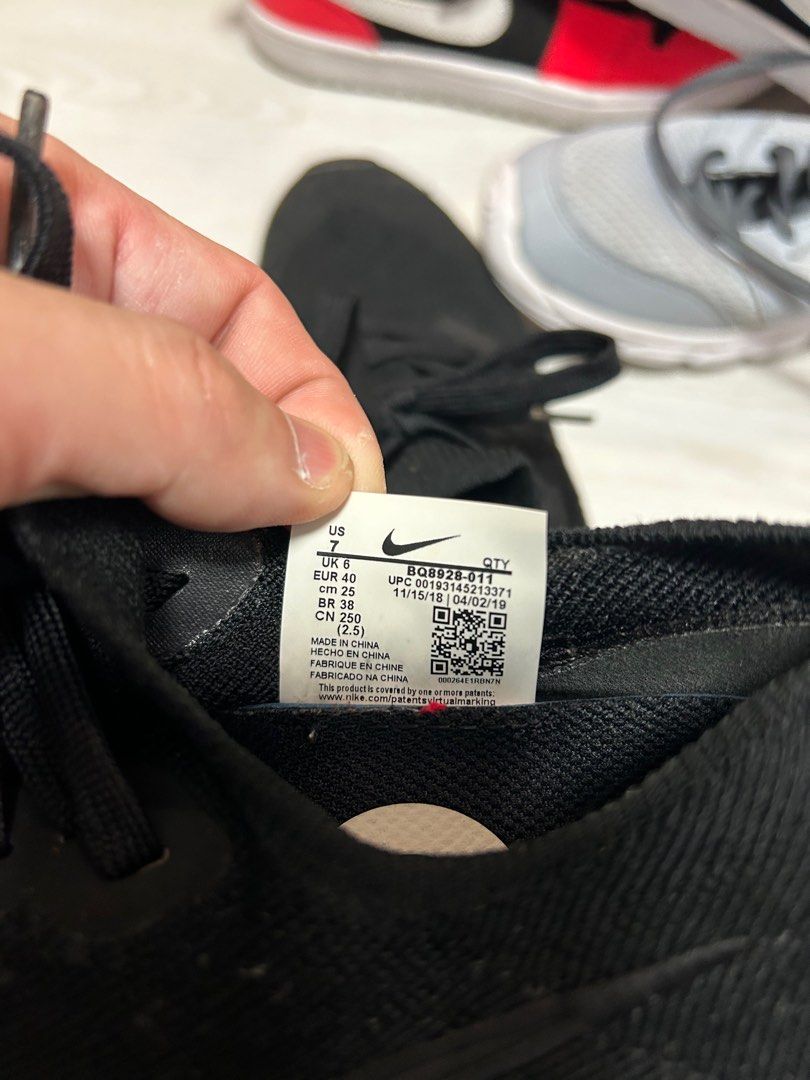 US
7
UK 6
EUR 40
cm 25
BR 38
CN 250
(2.5)
QTY
BQ8928-011
UPC 00193145213371
11/15/18 | 04/02/19
000264E1RBN7N
MADE IN CHINA
HECHO EN CHINA
FABRIQUE EN CHINE
FABRICADO NA CHINA
This product is covered by one or more patents:
www.nike.com/patentsvirtualmarking